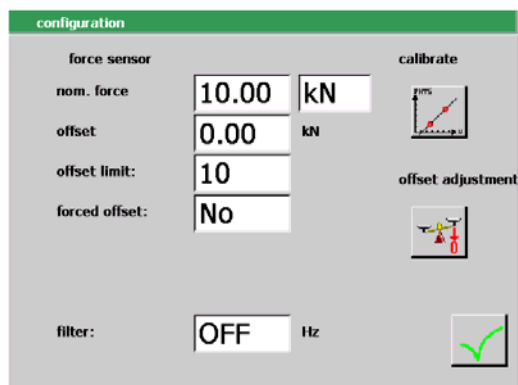 configuration
force sensor
calibrate
nom. force 10.00 kN
offset 0.00 kN
offset limit: 10
offset adjustment
forced offset: No
filter: OFF Hz